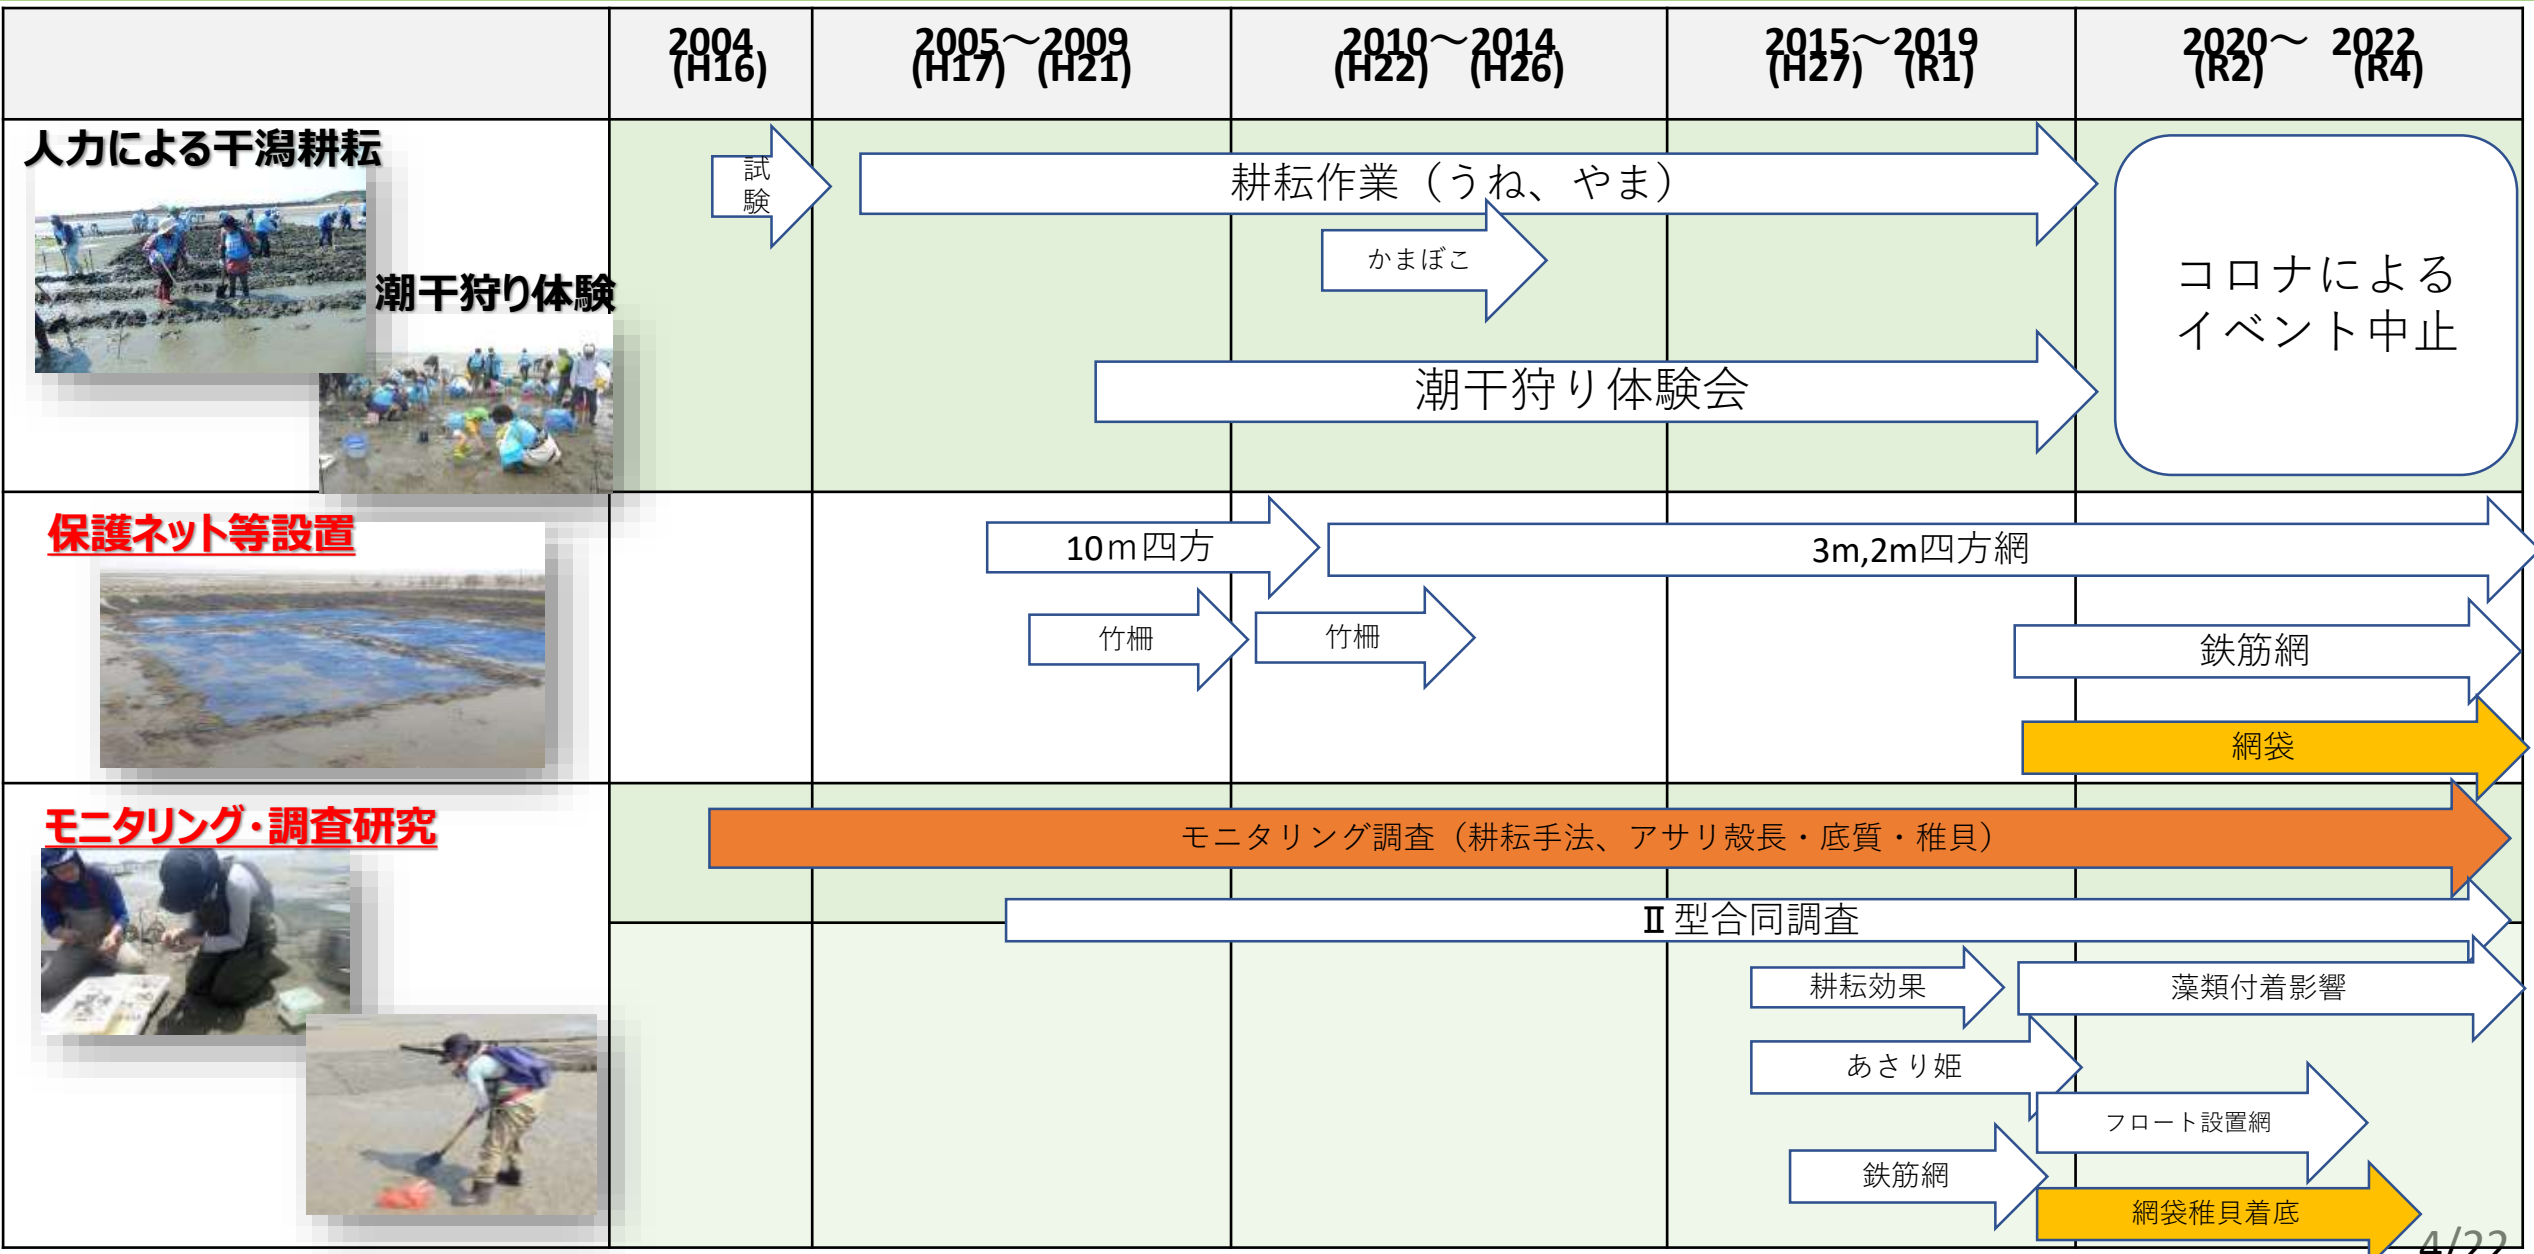 2004
(H16)
2005～2009
(H17) (H21)
2010～2014
(H22) (H26)
2015～2019
(H27) (R1)
2020～ 2022
(R2) (R4)
人力による干潟耕耘
潮干狩り体験
試
験
耕耘作業（うね、やま）
かまぼこ
潮干狩り体験会
コロナによる
イベント中止
保護ネット等設置
10ｍ四方
3m,2m四方網
竹柵
竹柵
鉄筋網
網袋
モニタリング・調査研究
モニタリング調査（耕耘手法、アサリ殻長・底質・稚貝）
Ⅱ型合同調査
耕耘効果
藻類付着影響
あさり姫
フロート設置網
鉄筋網
網袋稚貝着底
4/22